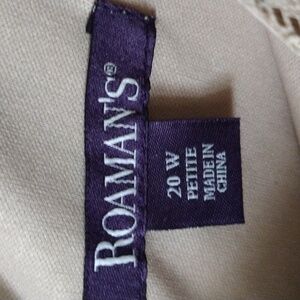 ROAMAN'S®
20 W
PETITE
MADE IN
CHINA